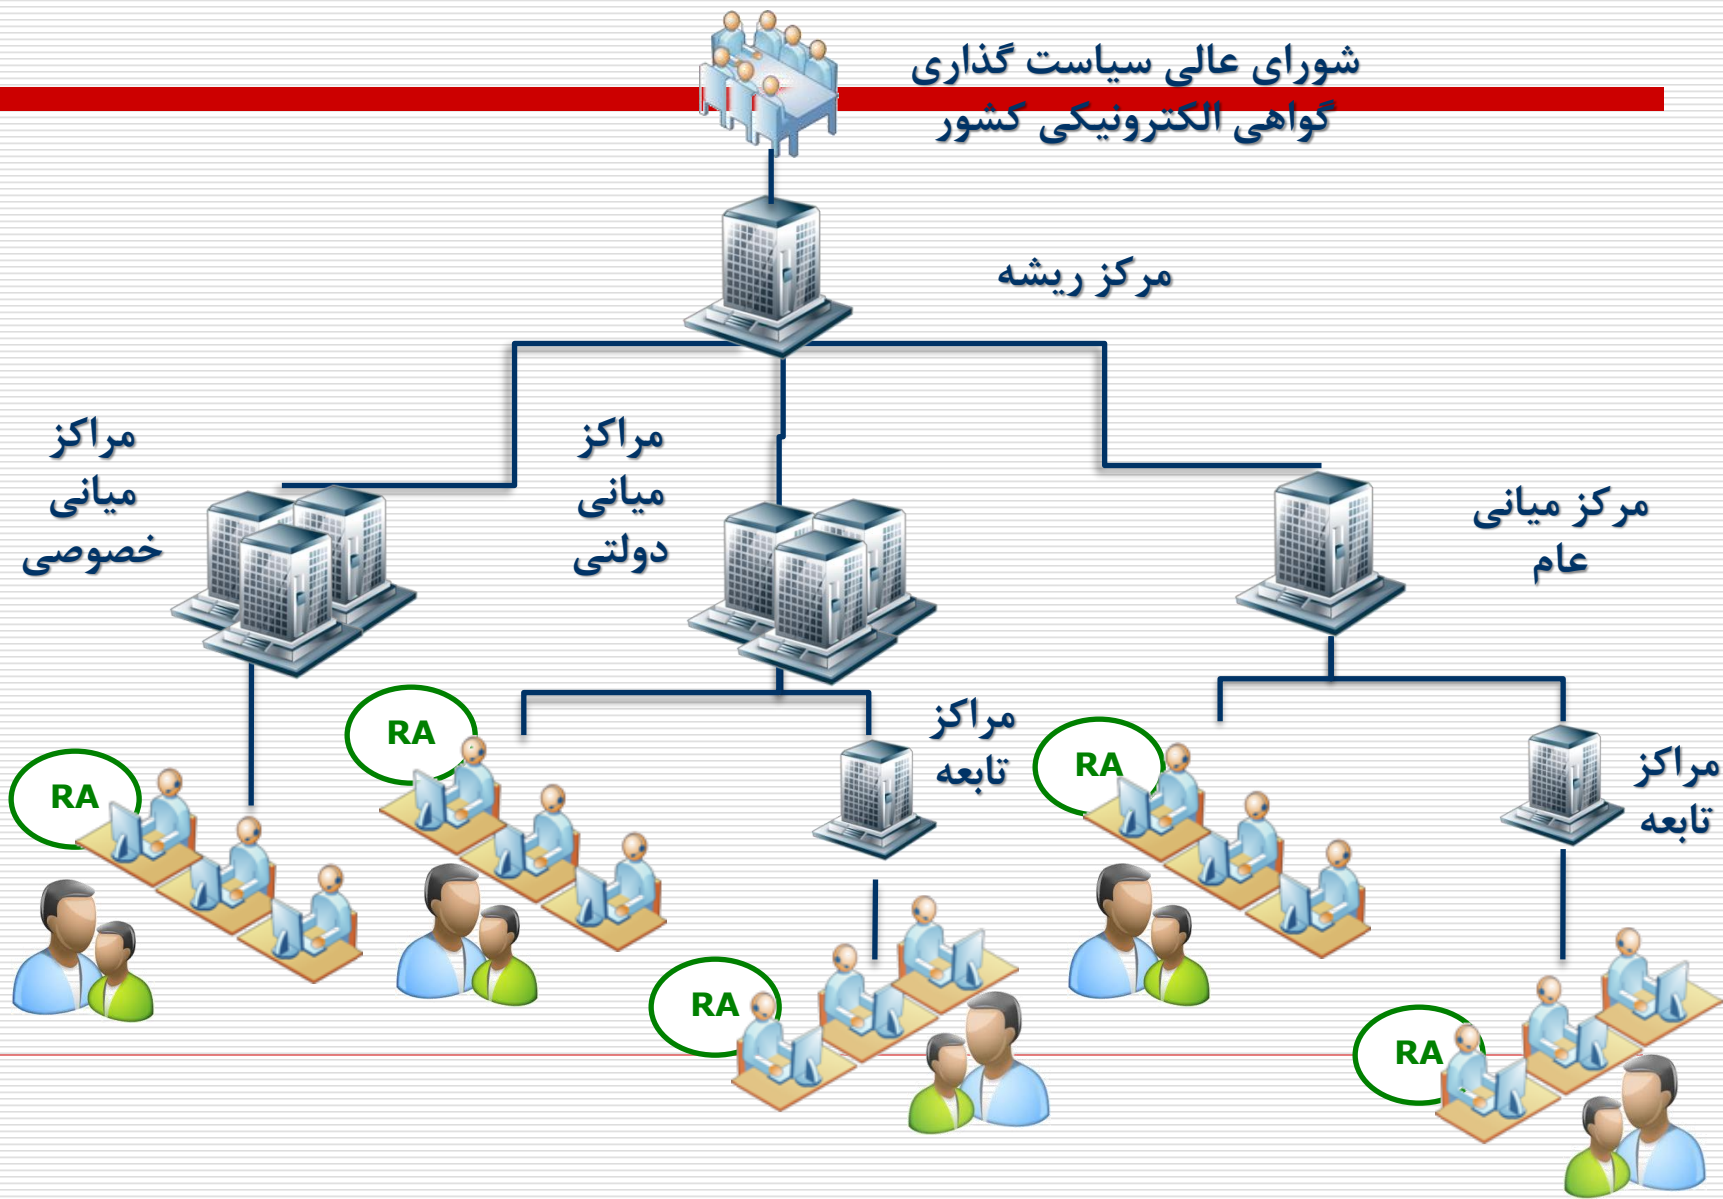 شورای عالی سیاست گذاری
گواهی الکترونیکی کشور
مرکز ریشه
مرکز میانی
عام
مراکز
میانی
دولتی
مراکز
میانی
خصوصی
مراکز
تابعه
مراکز
تابعه
RA
RA
RA
RA
RA